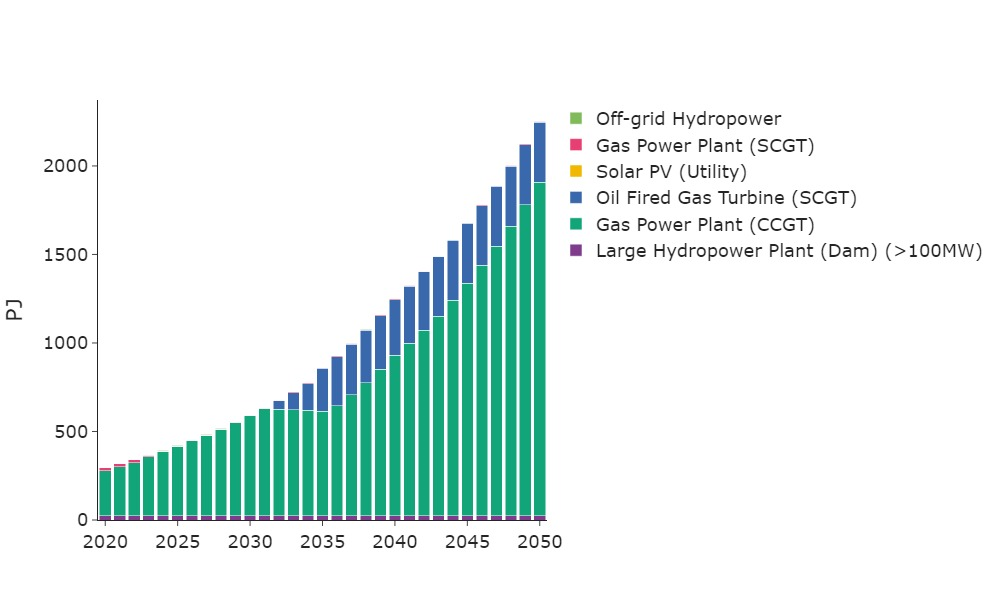 Off-grid Hydropower
Gas Power Plant (SCGT)
Solar PV (Utility)
Oil Fired Gas Turbine (SCGT)
Gas Power Plant (CCGT)
Large Hydropower Plant (Dam) (>100MW)
PJ
2000
1500
1000
500
0
2020 2025 2030 2035 2040 2045 2050